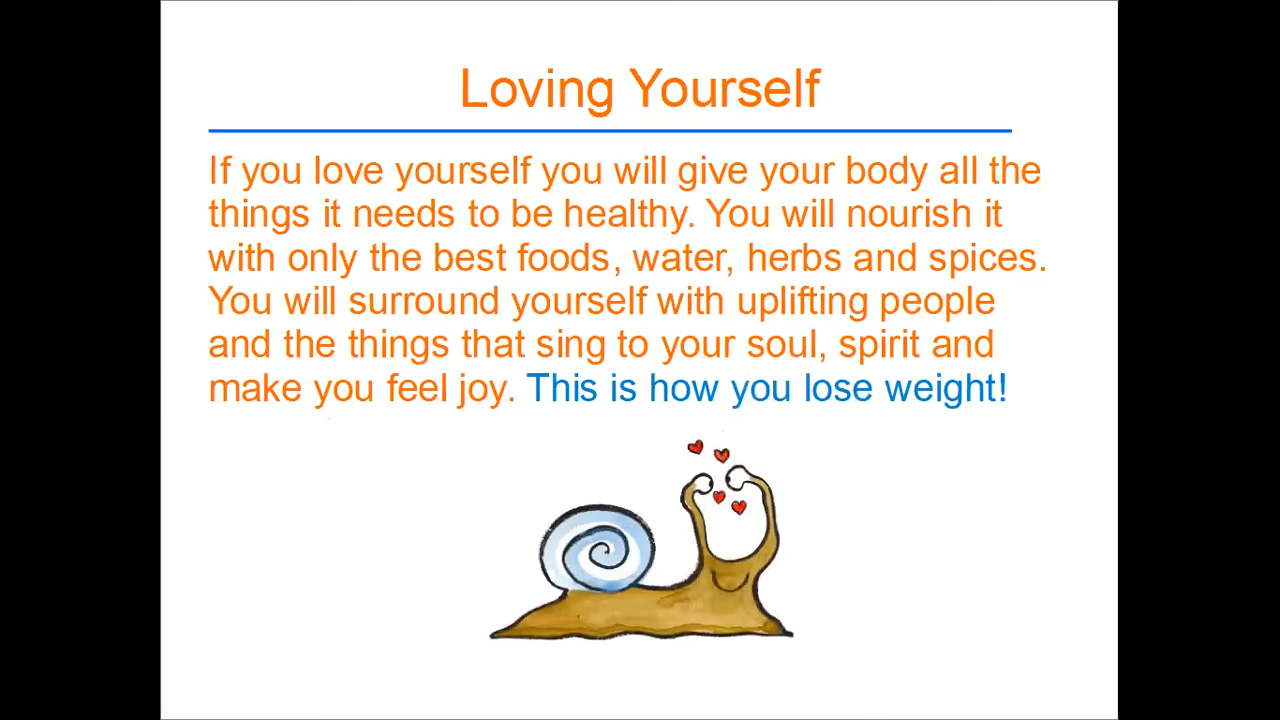 Loving Yourself
If you love yourself you will give your body all the
things it needs to be healthy. You will nourish it
with only the best foods, water, herbs and spices.
You will surround yourself with uplifting people
and the things that sing to your soul, spirit and
make you feel joy. This is how you lose weight!